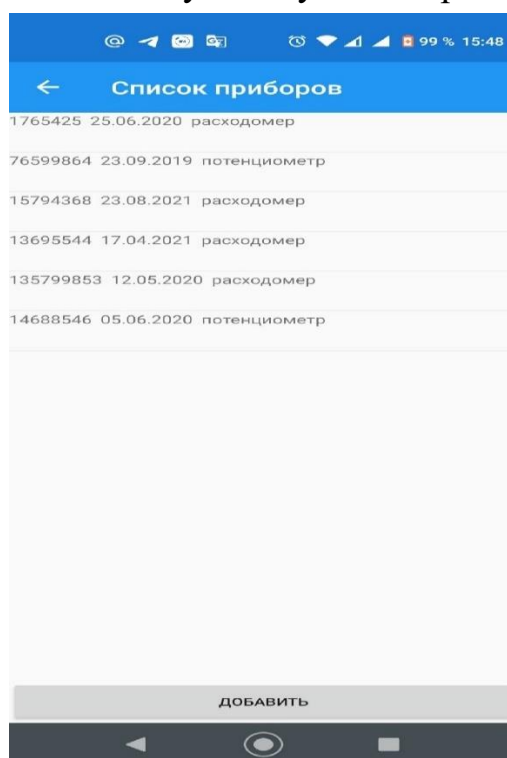 99 % 15:48
Список приборов
1765425 25.06.2020 расходомер
76599864 23.09.2019 потенциометр
15794368 23.08.2021 расходомер
13695544 17.04.2021 расходомер
135799853 12.05.2020 расходомер
14688546 05.06.2020 потенциометр
ДОБАВИТЬ